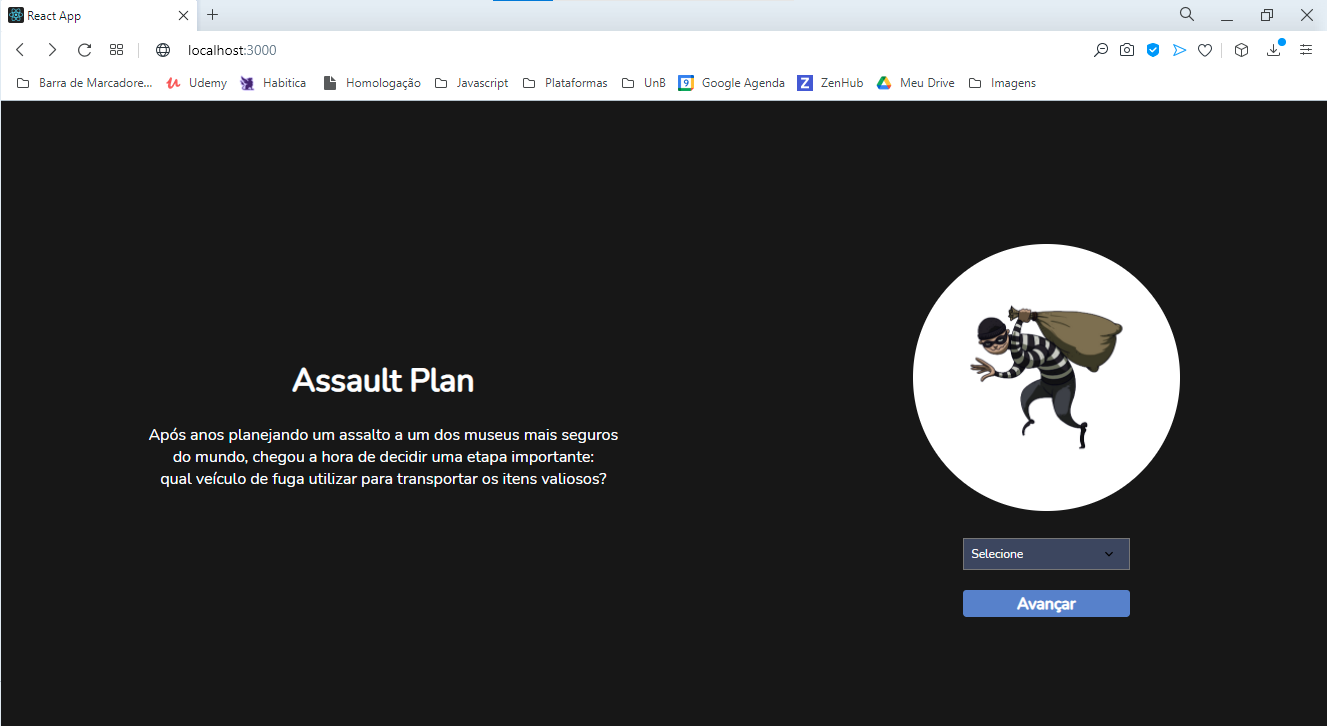 React App
localhost:3000
Barra de Marcadore... Udemy Habitica Homologação Javascript Plataformas UnB 9 Google Agenda Z ZenHub Meu Drive Imagens
Assault Plan
Após anos planejando um assalto a um dos museus mais seguros
do mundo, chegou a hora de decidir uma etapa importante:
qual veículo de fuga utilizar para transportar os itens valiosos?
Selecione
Avançar